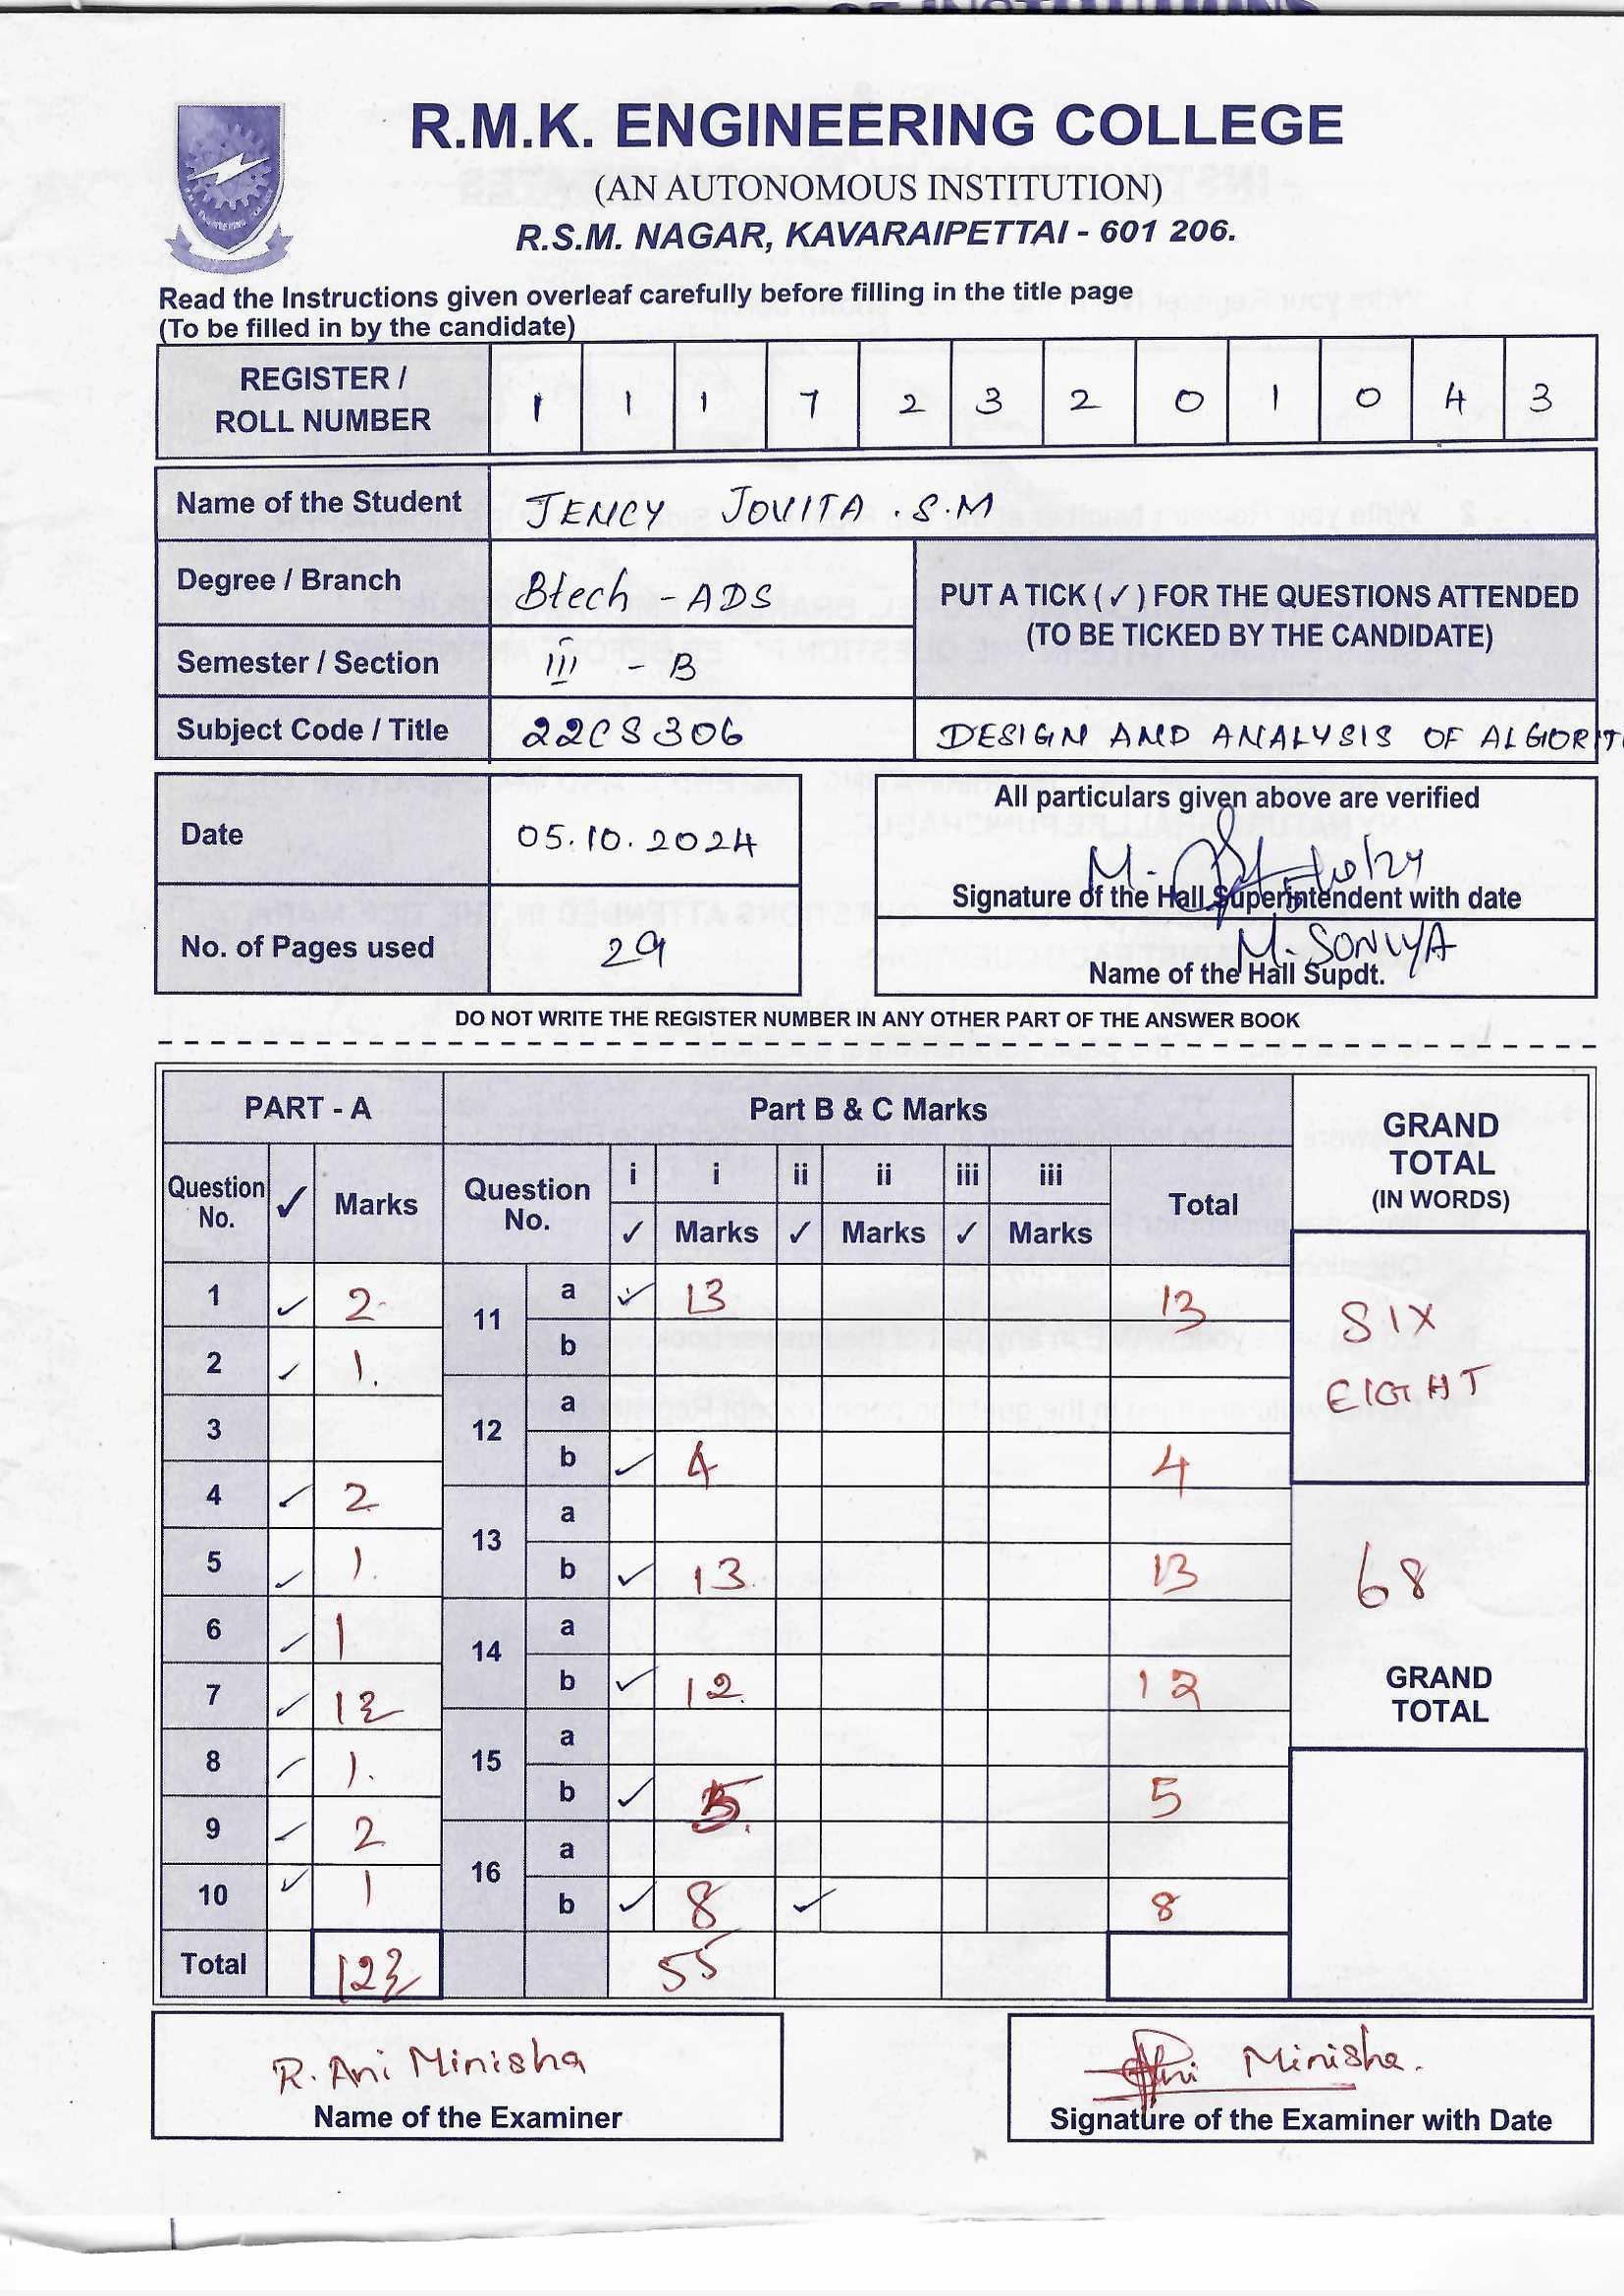 R.M.K. ENGINEERING COLLEGE
(AN AUTONOMOUS INSTITUTION)
R.S.M. NAGAR, KAVARAIPETTAI - 601 206.
Read the Instructions given overleaf carefully before filling in the title page
(To be filled in by the candidate)
REGISTER / ROLL NUMBER 1 1 1 7 2 3 2 0 1 0 4 3
Name of the Student JENCY JOVITA .S.M
Degree / Branch Btech - ADS
PUT A TICK (✓) FOR THE QUESTIONS ATTENDED
(TO BE TICKED BY THE CANDIDATE)
Semester / Section III - B
Subject Code / Title 22CS306 DESIGN AND ANALYSIS OF ALGORIT
All particulars given above are verified
Date 05.10.2024
M.
Signature of the Hall Superintendent with date
No. of Pages used 29
M. SONIYA
Name of the Hall Supdt.
DO NOT WRITE THE REGISTER NUMBER IN ANY OTHER PART OF THE ANSWER BOOK
PART - A Part B & C Marks GRAND TOTAL (IN WORDS)
Question No. ✓ Marks Question No. i i ii ii iii iii Total
✓ Marks ✓ Marks ✓ Marks
1 ✓ 2 11 a ✓ 13 13
SIX
2 ✓ 1. b
EIGHT
3 12 a
4 ✓ 2 b ✓ 4 4
5 ✓ 1. 13 a
b ✓ 13 13
68
6 ✓ 1 14 a
7 ✓ b ✓ 12 12
GRAND TOTAL
8 ✓ 1. 15 a
9 ✓ 2 b ✓ 5 5
10 ✓ 1 16 a
b ✓ 8 ✓ 8
Total 55
R. Ani Minisha
Name of the Examiner
Ani Minisha.
Signature of the Examiner with Date